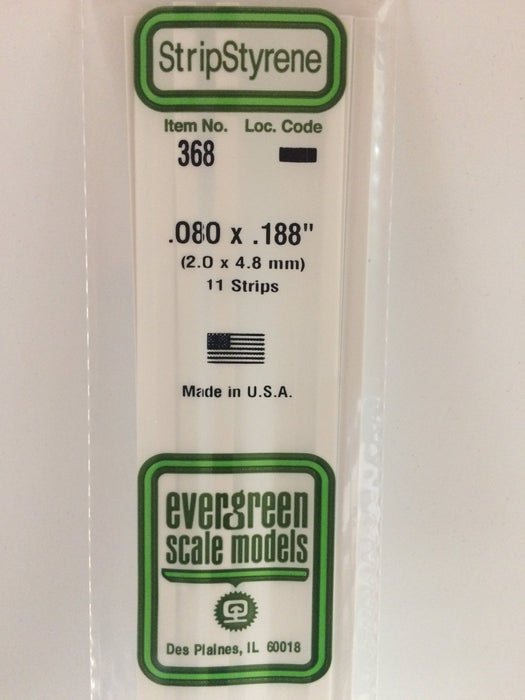 StripStyrene
Item No. Loc. Code
368
.080 x .188"
(2.0 x 4.8 mm)
11 Strips
Made in U.S.A.
evergreen
scale models
Des Plaines, IL 60018